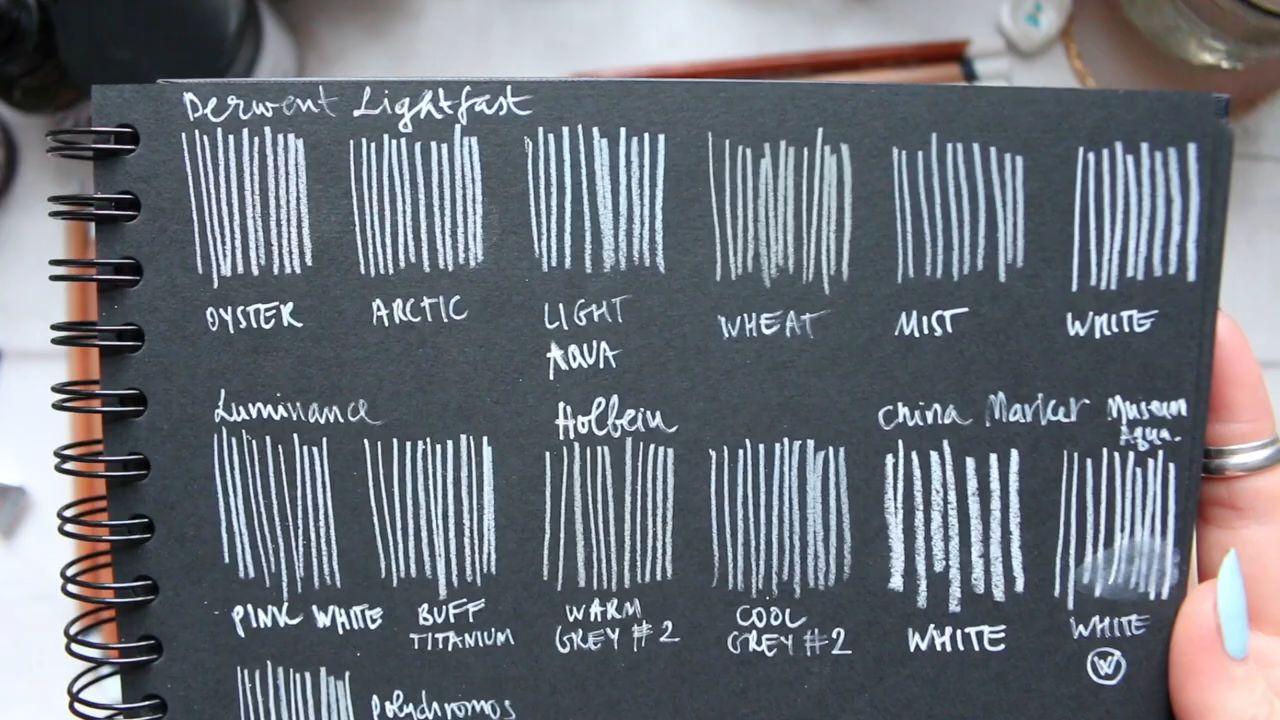 Derwent Lightfast
OYSTER ARCTIC LIGHT AQUA WHEAT MIST WHITE
Luminance Holbein China Marker Museum Aqua.
PINK WHITE BUFF TITANIUM WARM GREY #2 COOL GREY #2 WHITE WHITE
W
polychromos